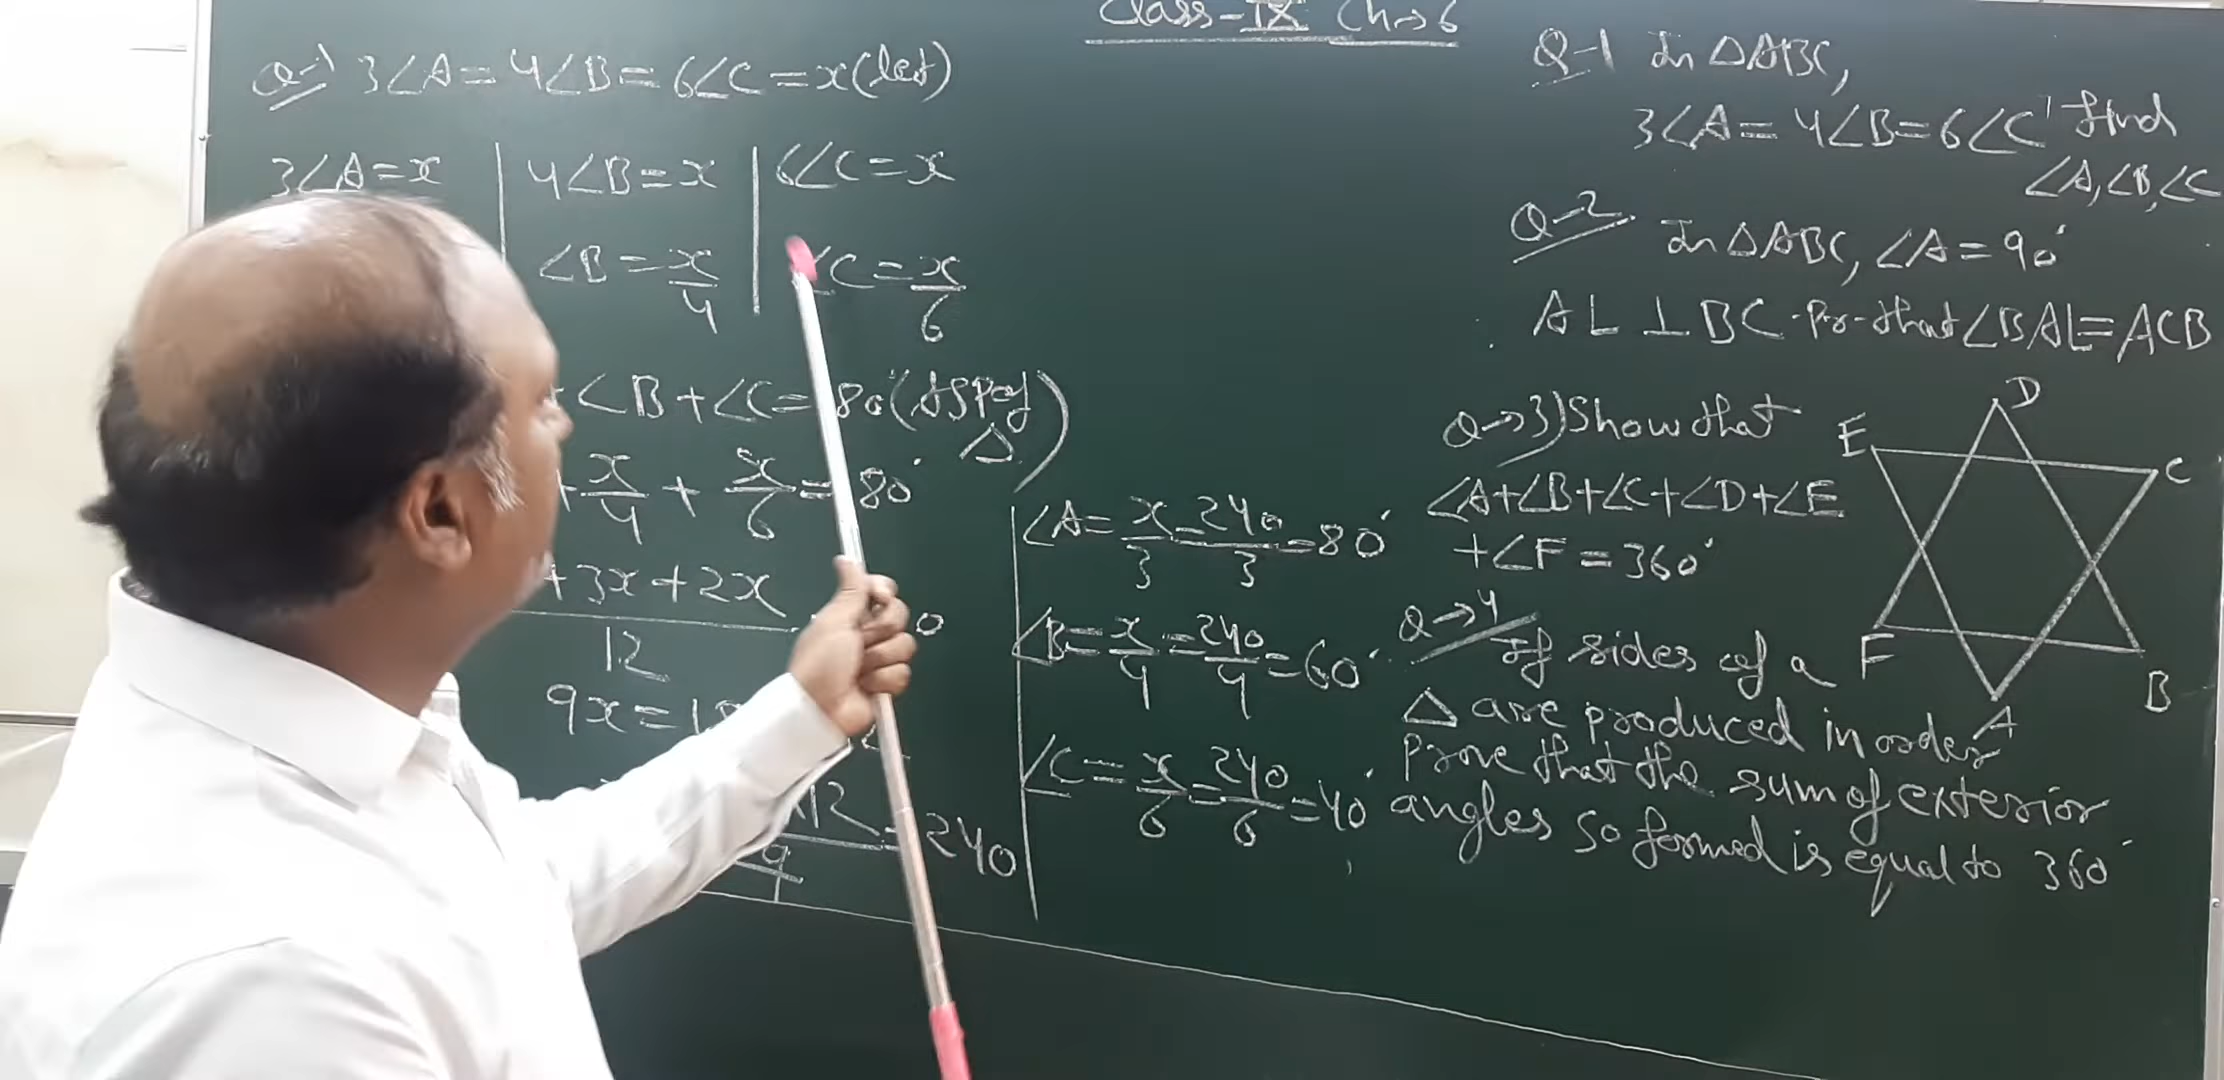 Class-IX Ch→6
Q-1) 3∠A=4∠B=6∠C=x(let)
3∠A=x | 4∠B=x | 6∠C=x
∠B=x/4 | ∠C=x/6
∠B+∠C=180°(ASP of Δ)
+x/4+x/6=180°
+3x+2x
12
9x=18
12
9
=240
∠A=x/3=240/3=80°
∠B=x/4=240/4=60°
∠C=x/6=240/6=40°
Q-1 In ΔABC,
3∠A=4∠B=6∠C' find
∠A,∠B,∠C
Q-2 In ΔABC, ∠A=90°
AL⊥BC.Pr.that∠BAL=ACB
Q→3)Show that
∠A+∠B+∠C+∠D+∠E
+∠F=360°
D
E
C
F
B
A
Q→4
If sides of a
Δ are produced in order
Prove that the sum of exterior
angles so formed is equal to 360°